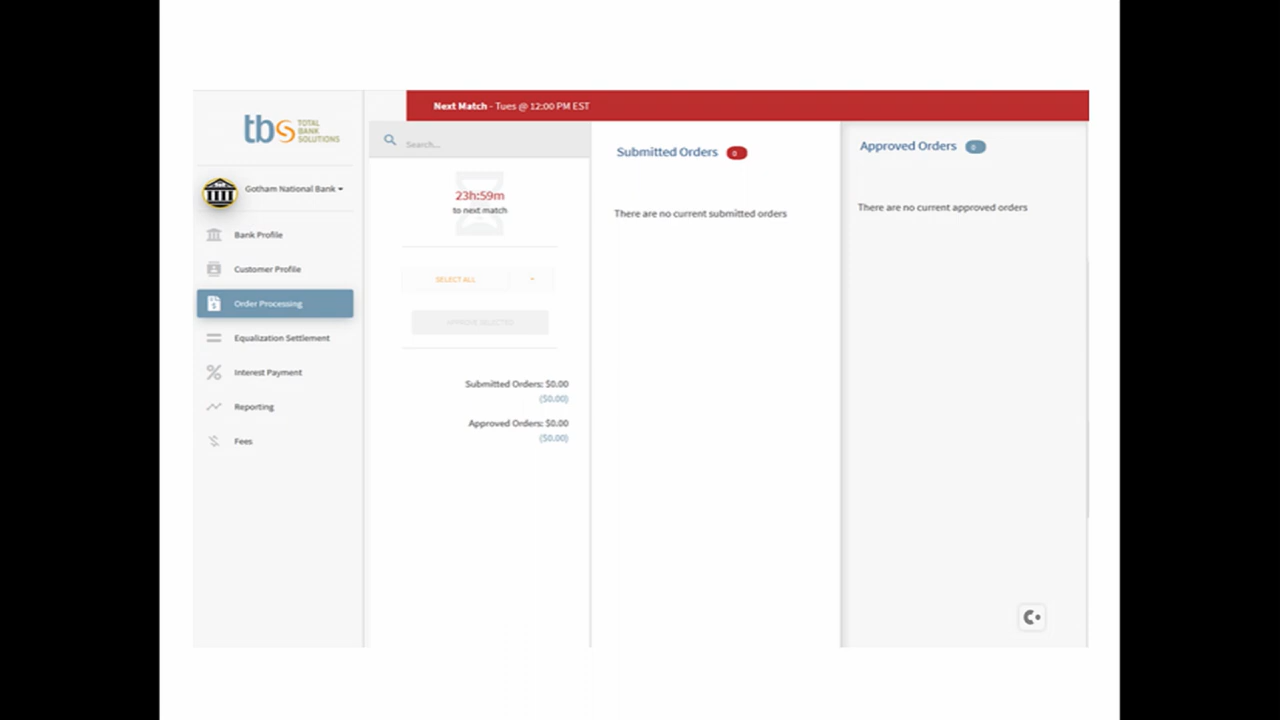 Next Match - Tues @ 12:00 PM EST
tbs TOTAL
BANK
SOLUTIONS
Search...
Submitted Orders 0
Approved Orders 0
Gotham National Bank
23h:59m
to next match
There are no current submitted orders
There are no current approved orders
Bank Profile
Customer Profile
Order Processing
Equalization Settlement
Interest Payment
Reporting
Fees
SELECT ALL
APPROVE SELECTED
Submitted Orders: $0.00
($0.00)
Approved Orders: $0.00
($0.00)